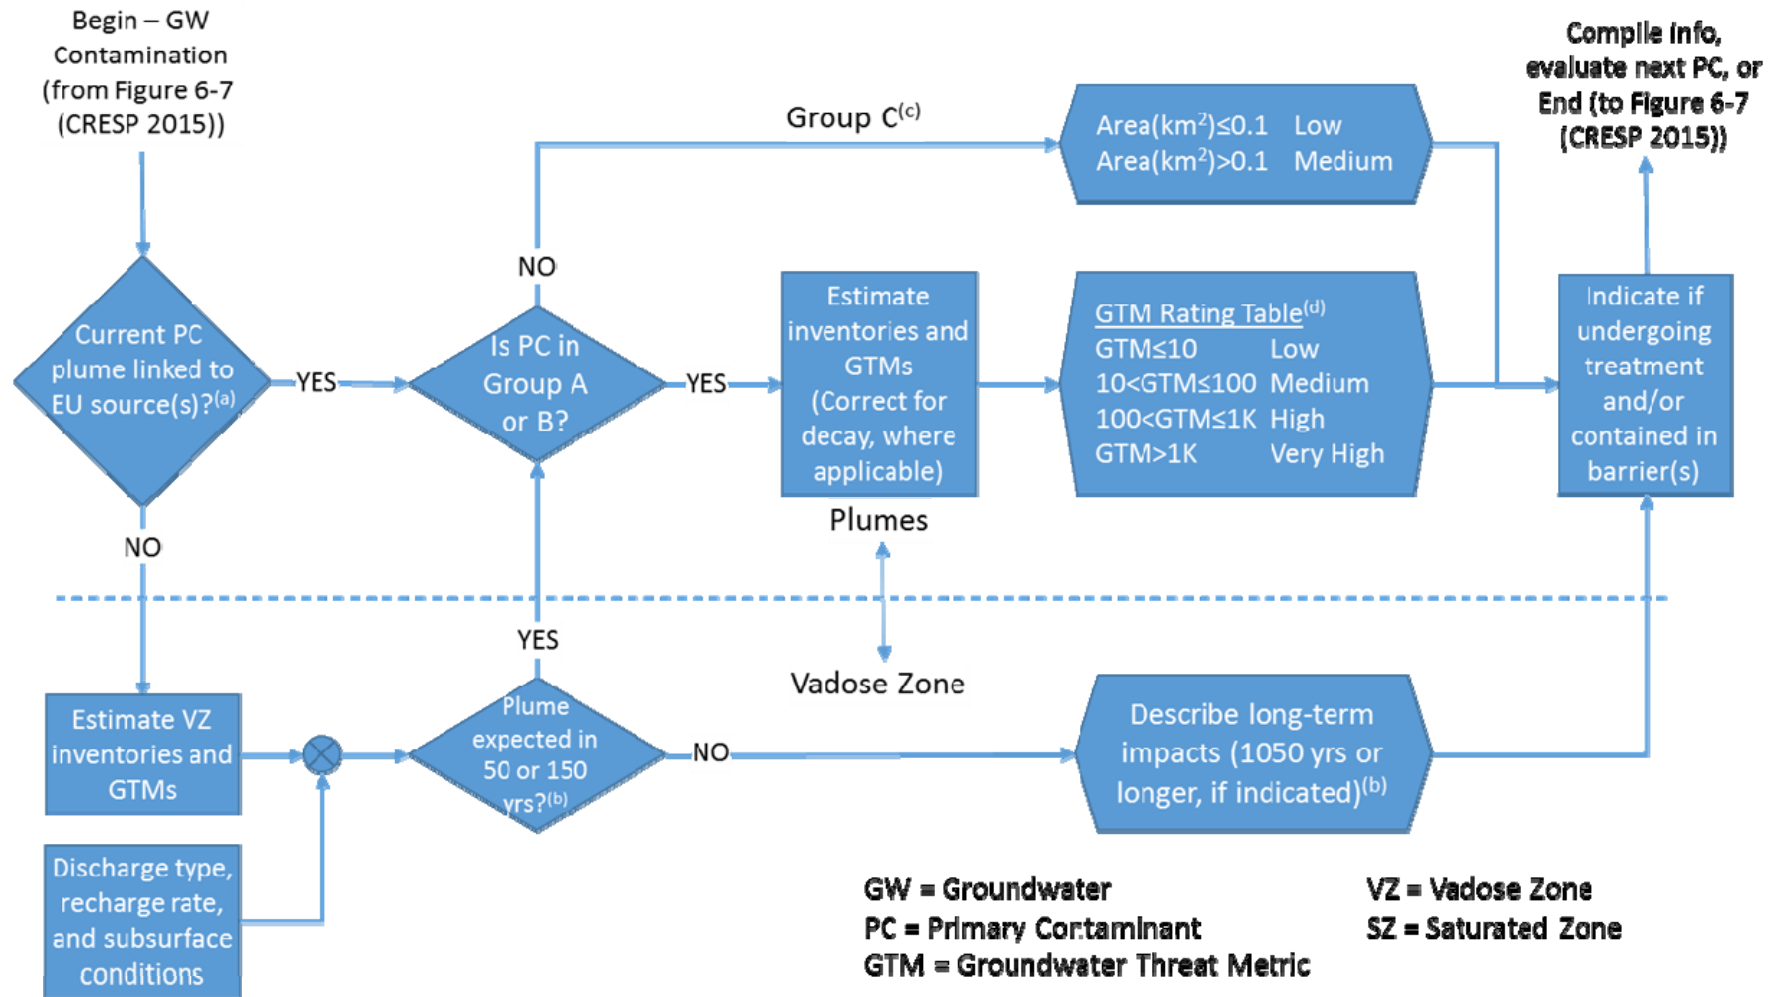 Begin – GW
Contamination
(from Figure 6-7
(CRESP 2015))
Compile Info,
evaluate next PC, or
End (to Figure 6-7
(CRESP 2015))
Group C(c)
Area(km²)≤0.1 Low
Area(km²)>0.1 Medium
NO
Current PC
plume linked to
EU source(s)?(a)
YES
Is PC in
Group A
or B?
YES
Estimate
inventories and
GTMs
(Correct for
decay, where
applicable)
GTM Rating Table(d)
GTM≤10 Low
10<GTM≤100 Medium
100<GTM≤1K High
GTM>1K Very High
Indicate if
undergoing
treatment
and/or
contained in
barrier(s)
NO
Plumes
YES
Vadose Zone
Estimate VZ
inventories and
GTMs
Plume
expected in
50 or 150
yrs?(b)
NO
Describe long-term
impacts (1050 yrs or
longer, if indicated)(b)
Discharge type,
recharge rate,
and subsurface
conditions
GW = Groundwater
PC = Primary Contaminant
GTM = Groundwater Threat Metric
VZ = Vadose Zone
SZ = Saturated Zone